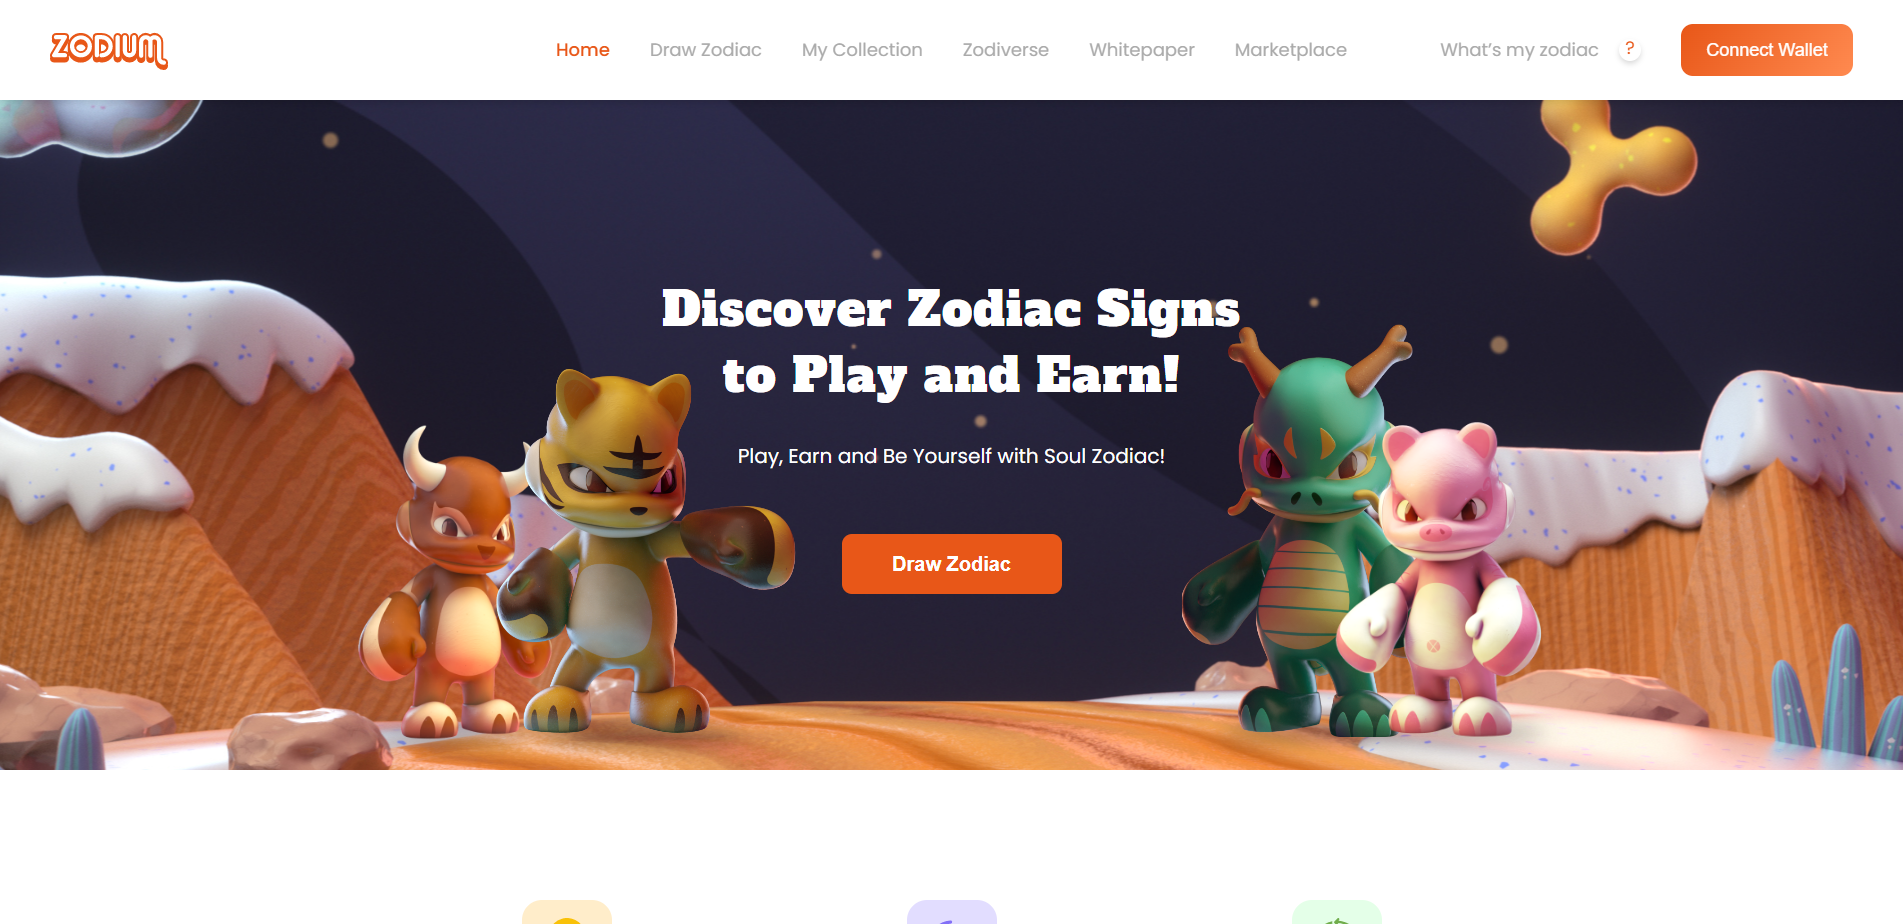 ZODIUM
Home Draw Zodiac My Collection Zodiverse Whitepaper Marketplace What's my zodiac ? Connect Wallet
Discover Zodiac Signs
to Play and Earn!
Play, Earn and Be Yourself with Soul Zodiac!
Draw Zodiac